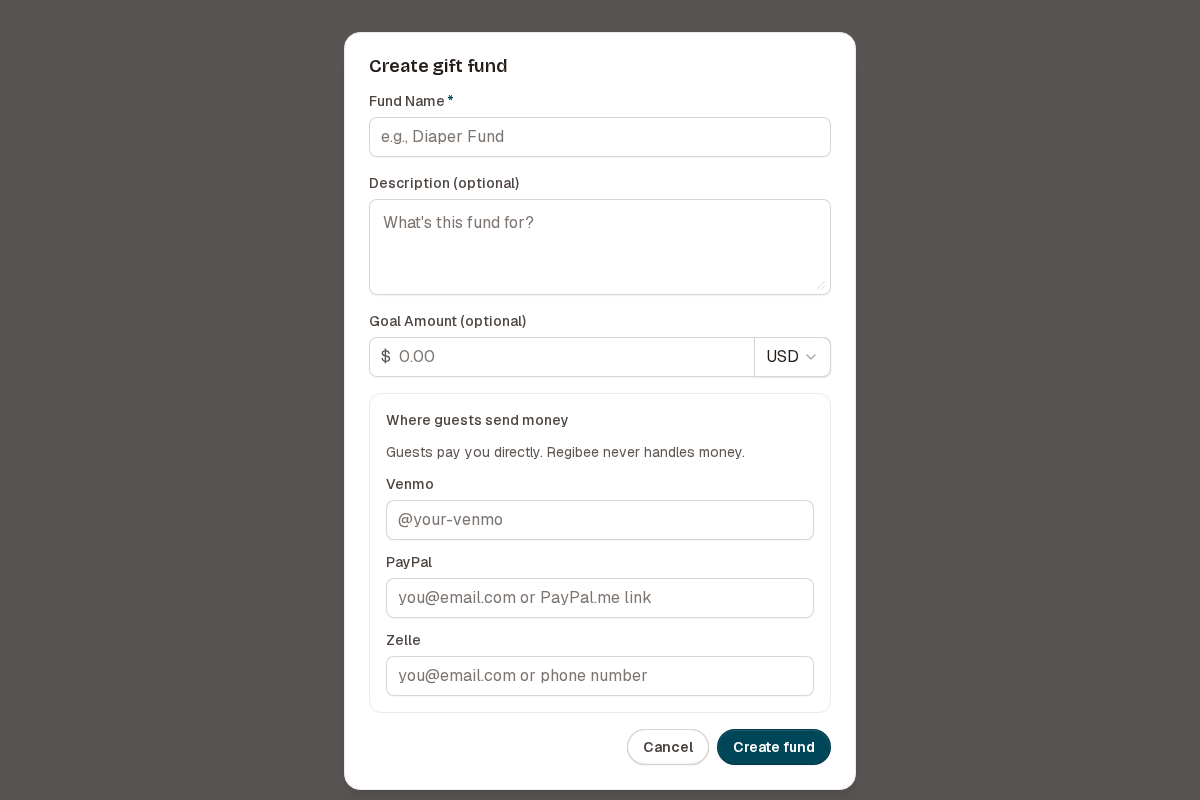 Create gift fund
Fund Name *
e.g., Diaper Fund
Description (optional)
What's this fund for?
Goal Amount (optional)
$ 0.00 USD
Where guests send money
Guests pay you directly. Regibee never handles money.
Venmo
@your-venmo
PayPal
you@email.com or PayPal.me link
Zelle
you@email.com or phone number
Cancel Create fund